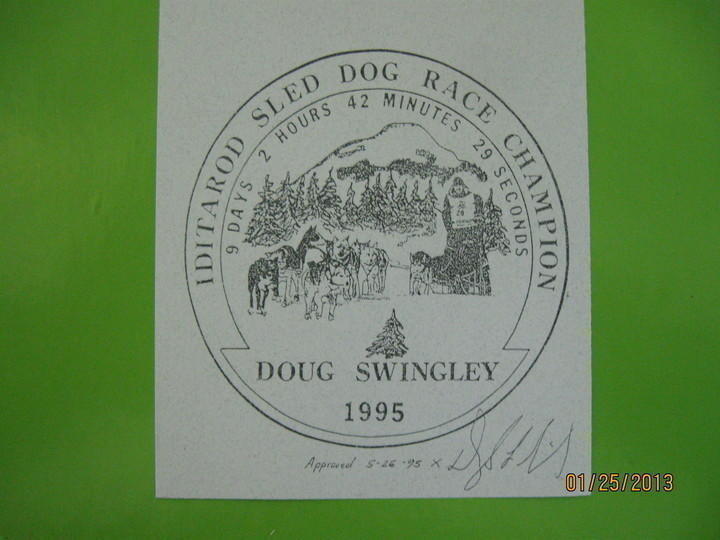 IDITAROD SLED DOG RACE CHAMPION
9 DAYS 2 HOURS 42 MINUTES 29 SECONDS
DOUG SWINGLEY
1995
Approved 5-26-95 X
01/25/2013